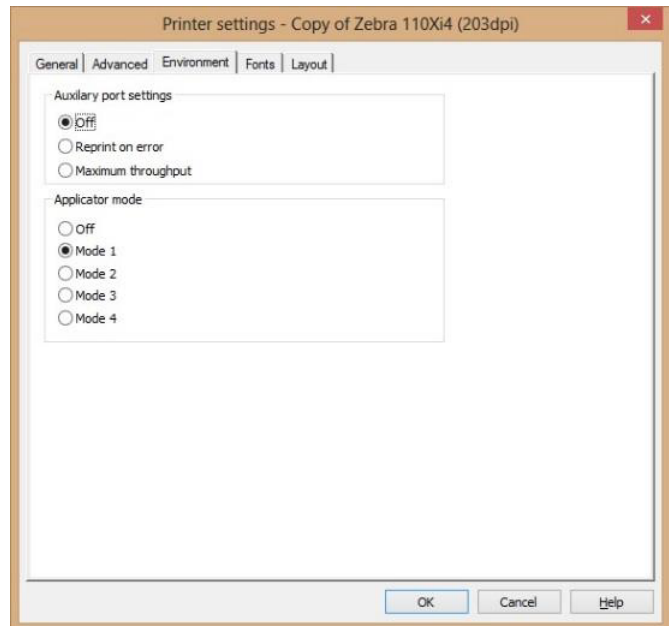 Printer settings - Copy of Zebra 110Xi4 (203dpi)
General Advanced Environment Fonts Layout
Auxilary port settings
Off
Reprint on error
Maximum throughput
Applicator mode
Off
Mode 1
Mode 2
Mode 3
Mode 4
OK Cancel Help